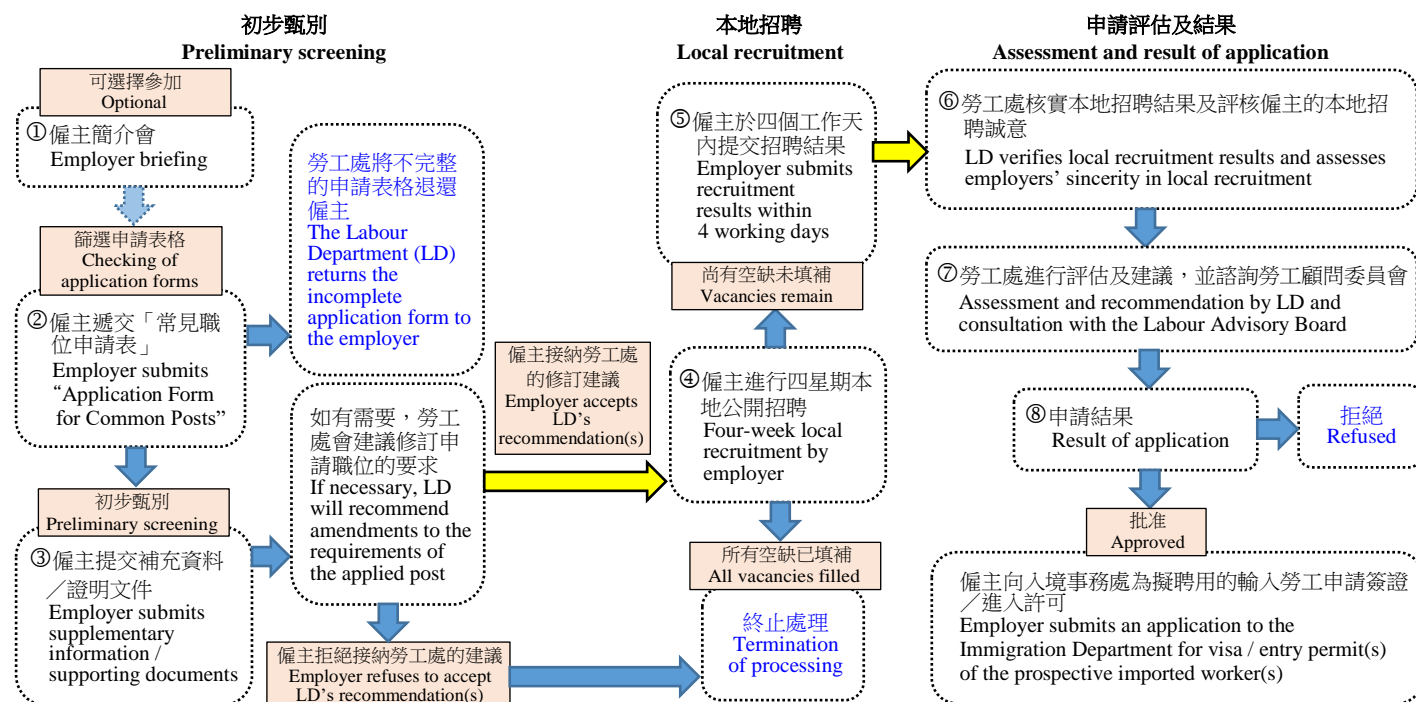 初步甄別
Preliminary screening
可選擇參加
Optional
①僱主簡介會
Employer briefing
篩選申請表格
Checking of
application forms
②僱主遞交「常見職
位申請表」
Employer submits
“Application Form
for Common Posts”
勞工處將不完整
的申請表格退還
僱主
The Labour
Department (LD)
returns the
incomplete
application form to
the employer
初步甄別
Preliminary screening
③僱主提交補充資料
／證明文件
Employer submits
supplementary
information /
supporting documents
如有需要，勞工
處會建議修訂申
請職位的要求
If necessary, LD
will recommend
amendments to the
requirements of
the applied post
僱主拒絕接納勞工處的建議
Employer refuses to accept
LD’s recommendation(s)
僱主接納勞工處
的修訂建議
Employer accepts
LD’s
recommendation(s)
本地招聘
Local recruitment
⑤僱主於四個工作天
內提交招聘結果
Employer submits
recruitment
results within
4 working days
尚有空缺未填補
Vacancies remain
④僱主進行四星期本
地公開招聘
Four-week local
recruitment by
employer
所有空缺已填補
All vacancies filled
終止處理
Termination
of processing
申請評估及結果
Assessment and result of application
⑥勞工處核實本地招聘結果及評核僱主的本地招
聘誠意
LD verifies local recruitment results and assesses
employers’ sincerity in local recruitment
⑦勞工處進行評估及建議，並諮詢勞工顧問委員會
Assessment and recommendation by LD and
consultation with the Labour Advisory Board
⑧申請結果
Result of application
拒絕
Refused
批准
Approved
僱主向入境事務處為擬聘用的輸入勞工申請簽證
／進入許可
Employer submits an application to the
Immigration Department for visa / entry permit(s)
of the prospective imported worker(s)